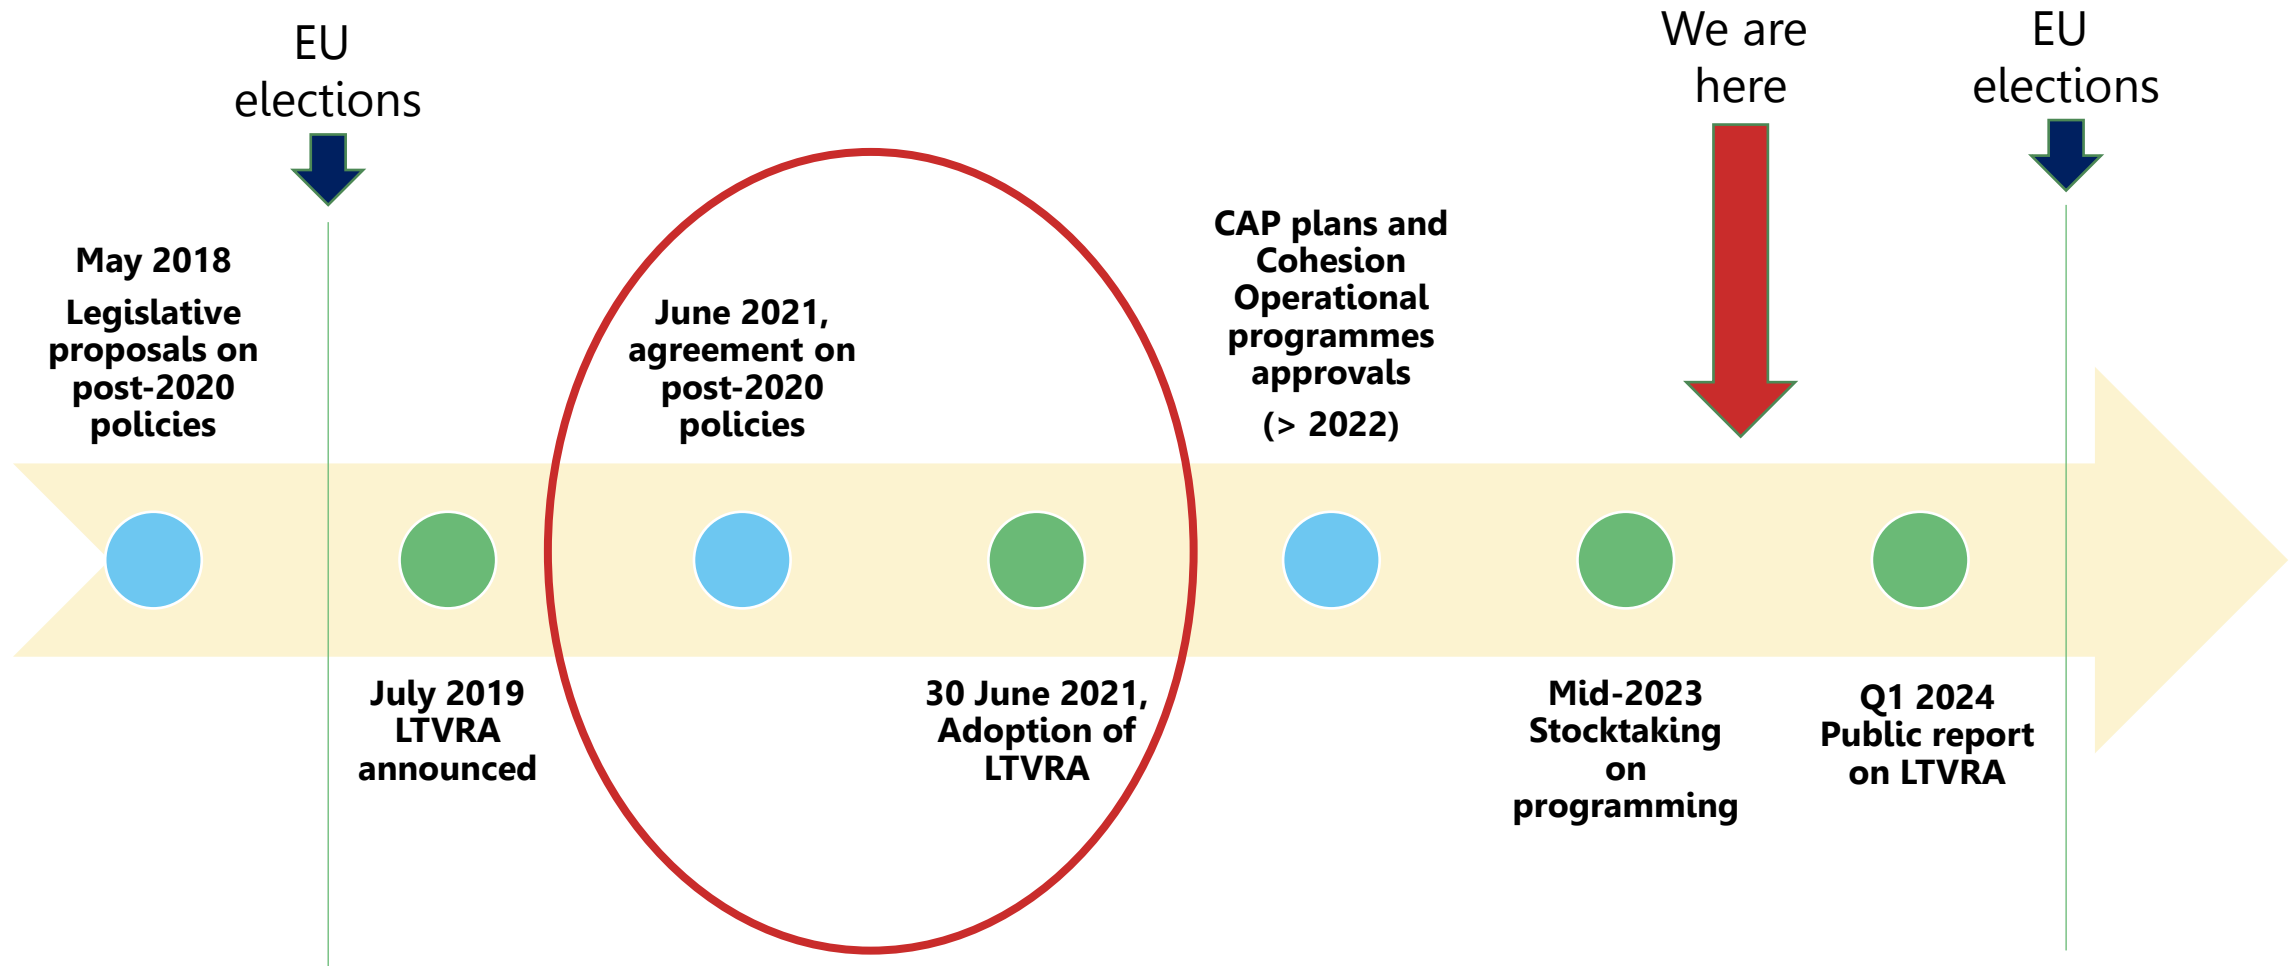 EU
elections
We are
here
EU
elections
May 2018
Legislative
proposals on
post-2020
policies
June 2021,
agreement on
post-2020
policies
CAP plans and
Cohesion
Operational
programmes
approvals
(> 2022)
July 2019
LTVRA
announced
30 June 2021,
Adoption of
LTVRA
Mid-2023
Stocktaking
on
programming
Q1 2024
Public report
on LTVRA